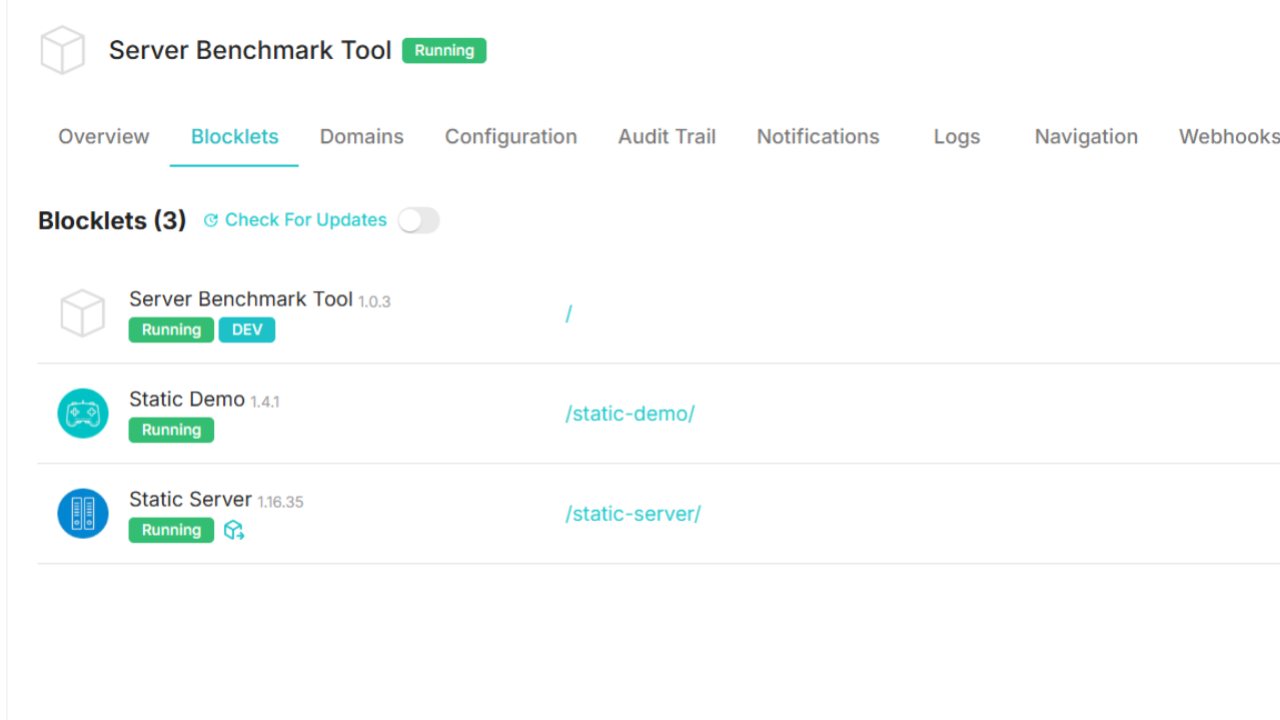 Server Benchmark Tool Running
Overview Blocklets Domains Configuration Audit Trail Notifications Logs Navigation Webhooks
Blocklets (3) Check For Updates
Server Benchmark Tool 1.0.3
/
Running DEV
Static Demo 1.4.1
/static-demo/
Running
Static Server 1.16.35
/static-server/
Running